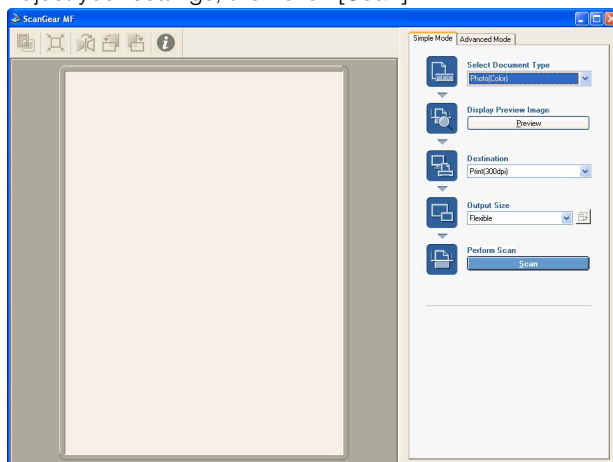 ScanGear MF
Simple Mode
Advanced Mode
Select Document Type
Photo(Color)
Display Preview Image
Preview
Destination
Print(300dpi)
Output Size
Flexible
Perform Scan
Scan